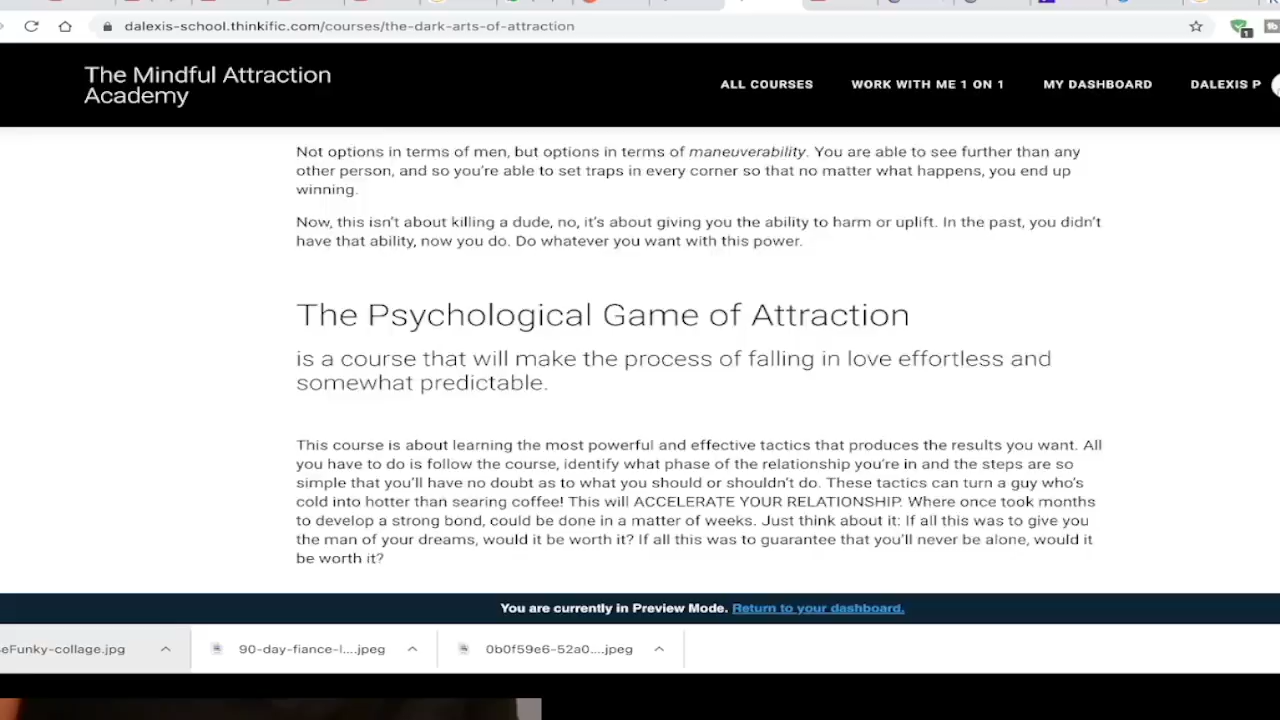 dalexis-school.thinkific.com/courses/the-dark-arts-of-attraction
1
The Mindful Attraction
Academy
ALL COURSES
WORK WITH ME 1 ON 1
MY DASHBOARD
DALEXIS P
Not options in terms of men, but options in terms of maneuverability. You are able to see further than any
other person, and so you're able to set traps in every corner so that no matter what happens, you end up
winning.
Now, this isn't about killing a dude, no, it's about giving you the ability to harm or uplift. In the past, you didn't
have that ability, now you do. Do whatever you want with this power.
The Psychological Game of Attraction
is a course that will make the process of falling in love effortless and
somewhat predictable.
This course is about learning the most powerful and effective tactics that produces the results you want. All
you have to do is follow the course, identify what phase of the relationship you're in and the steps are so
simple that you'll have no doubt as to what you should or shouldn't do. These tactics can turn a guy who's
cold into hotter than searing coffee! This will ACCELERATE YOUR RELATIONSHIP. Where once took months
to develop a strong bond, could be done in a matter of weeks. Just think about it: If all this was to give you
the man of your dreams, would it be worth it? If all this was to guarantee that you'll never be alone, would it
be worth it?
You are currently in Preview Mode. Return to your dashboard.
eFunky-collage.jpg
90-day-fiance-l....jpeg
0b0f59e6-52a0....jpeg